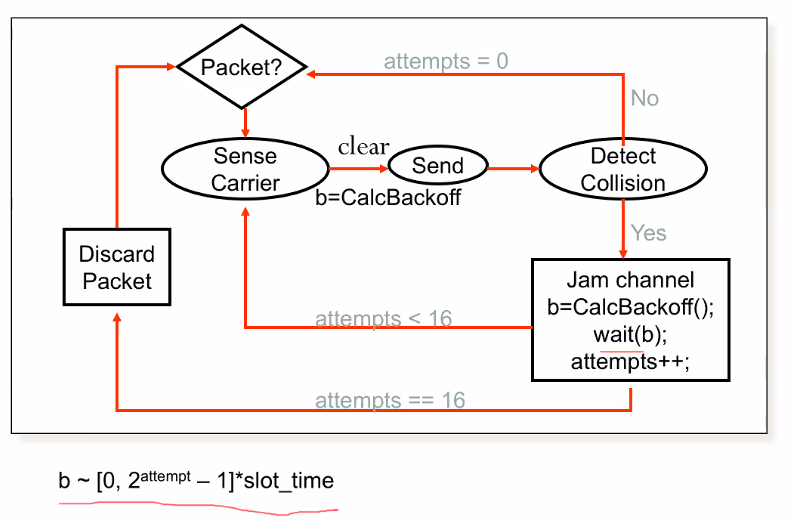 Packet?
attempts = 0
No
clear
Sense
Carrier
Send
Detect
Collision
b=CalcBackoff
Yes
Discard
Packet
Jam channel
b=CalcBackoff();
wait(b);
attempts++;
attempts < 16
attempts == 16
b ~ [0, 2^attempt – 1]*slot_time